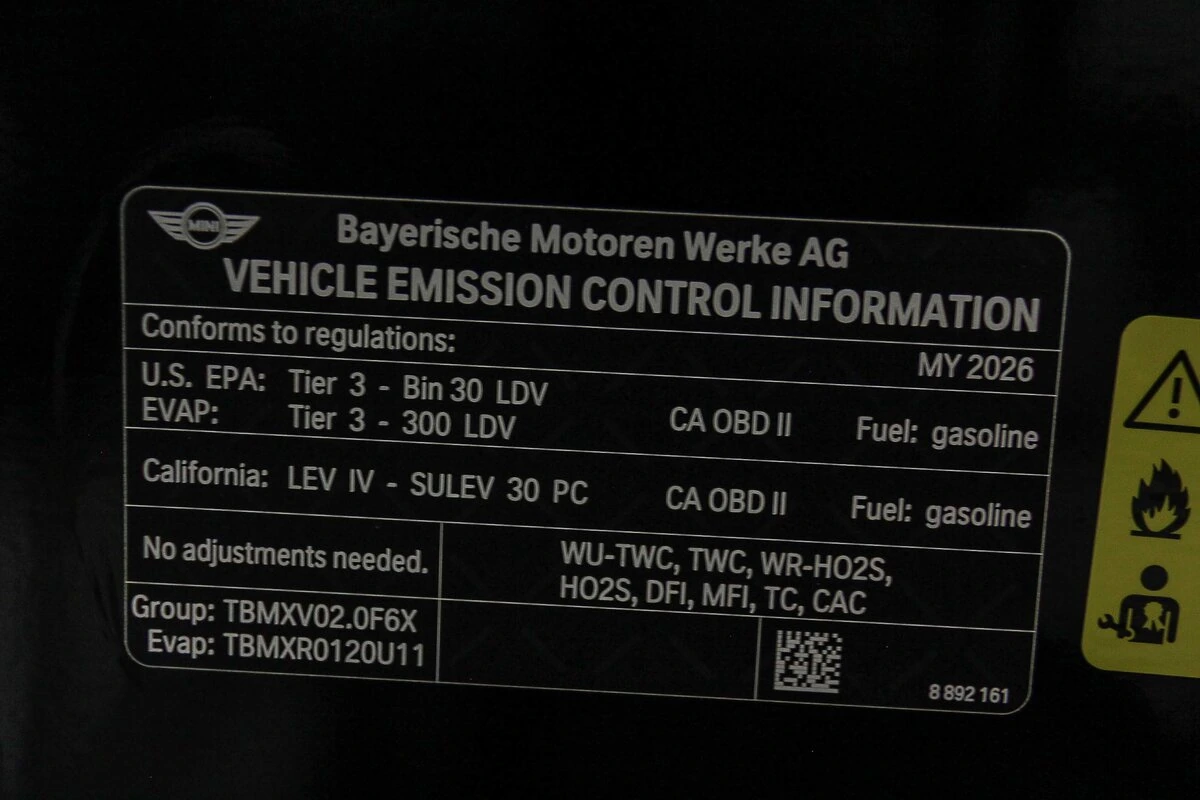 MINI
Bayerische Motoren Werke AG
VEHICLE EMISSION CONTROL INFORMATION
Conforms to regulations:
MY 2026
U.S. EPA: Tier 3 - Bin 30 LDV
EVAP: Tier 3 - 300 LDV
CA OBD II
Fuel: gasoline
California: LEV IV - SULEV 30 PC
CA OBD II
Fuel: gasoline
No adjustments needed.
WU-TWC, TWC, WR-HO2S,
HO2S, DFI, MFI, TC, CAC
Group: TBMXV02.0F6X
Evap: TBMXR0120U11
8 892 161